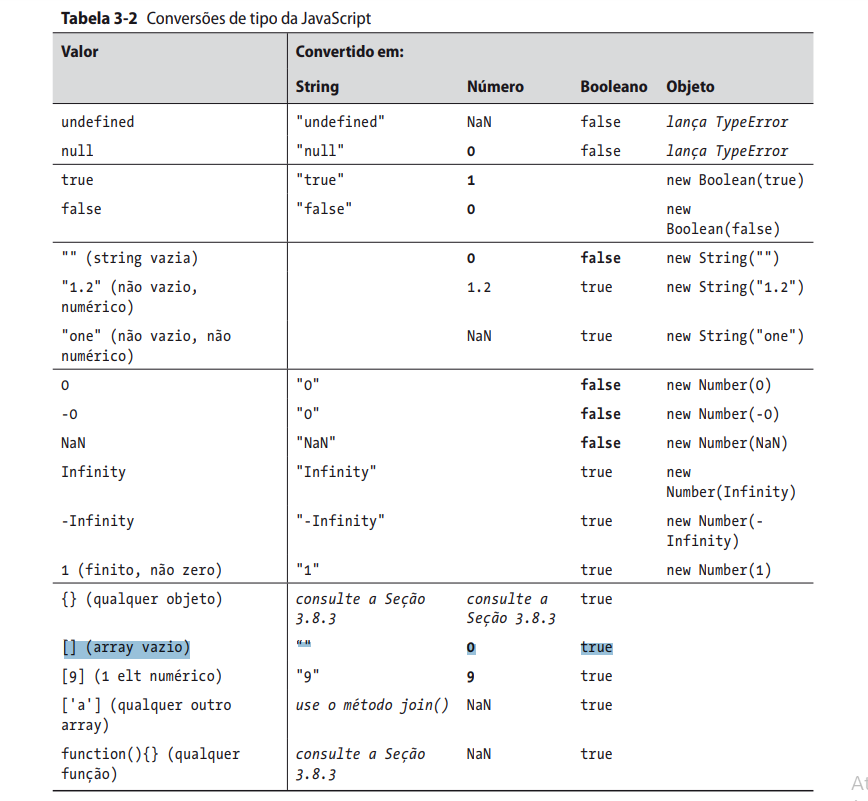 Tabela 3-2 Conversões de tipo da JavaScript
Valor Convertido em:
String Número Booleano Objeto
undefined "undefined" NaN false lança TypeError
null "null" 0 false lança TypeError
true "true" 1 new Boolean(true)
false "false" 0 new
Boolean(false)
"" (string vazia) 0 false new String("")
"1.2" (não vazio, 1.2 true new String("1.2")
numérico)
"one" (não vazio, não NaN true new String("one")
numérico)
0 "0" false new Number(0)
-0 "0" false new Number(-0)
NaN "NaN" false new Number(NaN)
Infinity "Infinity" true new
Number(Infinity)
-Infinity "-Infinity" true new Number(-
Infinity)
1 (finito, não zero) "1" true new Number(1)
{} (qualquer objeto) consulte a Seção consulte a true
3.8.3 Seção 3.8.3
[] (array vazio) "" 0 true
[9] (1 elt numérico) "9" 9 true
['a'] (qualquer outro use o método join() NaN true
array)
function(){} (qualquer consulte a Seção NaN true
função) 3.8.3